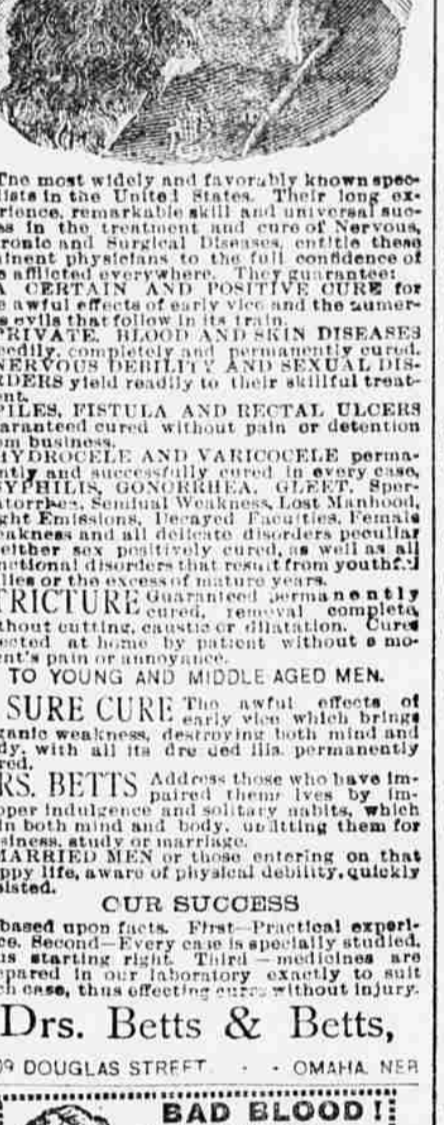 The most widely and favorably known spec-
lists in the United States. Their long ex-
rience, remarkable skill and universal suc-
ss in the treatment and cure of Nervous,
ronic and Surgical Diseases, entitle these
inent physicians to the full confidence of
e afflicted everywhere. They guarantee:
A CERTAIN AND POSITIVE CURE for
e awful effects of early vice and the numer-
s evils that follow in its train.
PRIVATE, BLOOD AND SKIN DISEASES
eedily, completely and permanently cured.
NERVOUS DEBILITY AND SEXUAL DIS-
RDERS yield readily to their skillful treat-
ent.
PILES, FISTULA AND RECTAL ULCERS
aranteed cured without pain or detention
om business.
HYDROCELE AND VARICOCELE perma-
ntly and successfully cured in every case.
SYPHILIS, GONORRHEA, GLEET, Sper-
atorrhea, Seminal Weakness, Lost Manhood,
ght Emissions, Decayed Faculties, Female
eakness and all delicate disorders peculiar
either sex positively cured, as well as all
nctional disorders that result from youthful
llies or the excess of mature years.
TRICTURE Guaranteed permanently
cured, removal complete,
thout cutting, caustic or dilatation. Cures
ected at home by patient without a mo-
ent's pain or annoyance.
TO YOUNG AND MIDDLE AGED MEN.
SURE CURE The awful effects of
early vice which brings
ganic weakness, destroying both mind and
dy, with all its dreaded ills, permanently
red.
RS. BETTS Address those who have im-
paired themselves by im-
oper indulgence and solitary habits, which
in both mind and body, unfitting them for
siness, study or marriage.
MARRIED MEN or those entering on that
ppy life, aware of physical debility, quickly
sisted.
OUR SUCCESS
based upon facts. First—Practical experi-
ce. Second—Every case is specially studied,
us starting right. Third—medicines are
epared in our laboratory exactly to suit
ch case, thus effecting cures without injury.
Drs. Betts & Betts,
09 DOUGLAS STREET - - OMAHA, NEB
BAD BLOOD!